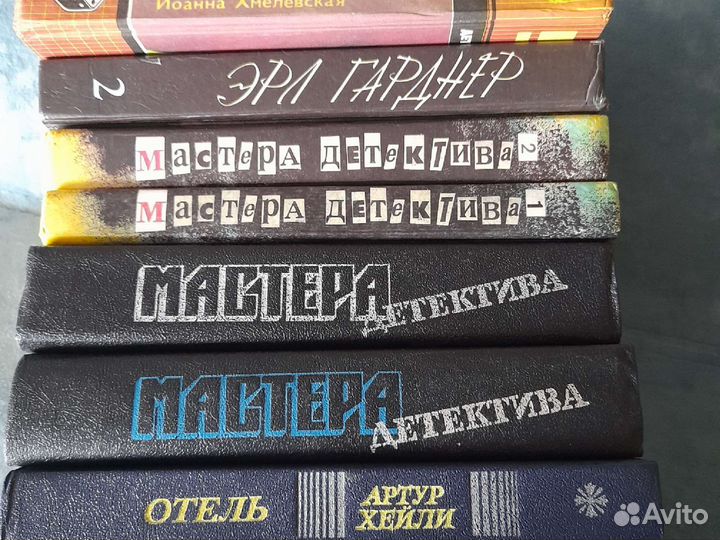 Иоанна Хмелевская
2 ЭРЛ ГАРДНЕР
МАСТЕРА ДЕТЕКТИВА 2
МАСТЕРА ДЕТЕКТИВА 1
МАСТЕРА
ДЕТЕКТИВА
МАСТЕРА
ДЕТЕКТИВА
ОТЕЛЬ
АРТУР
ХЕЙЛИ
Avito